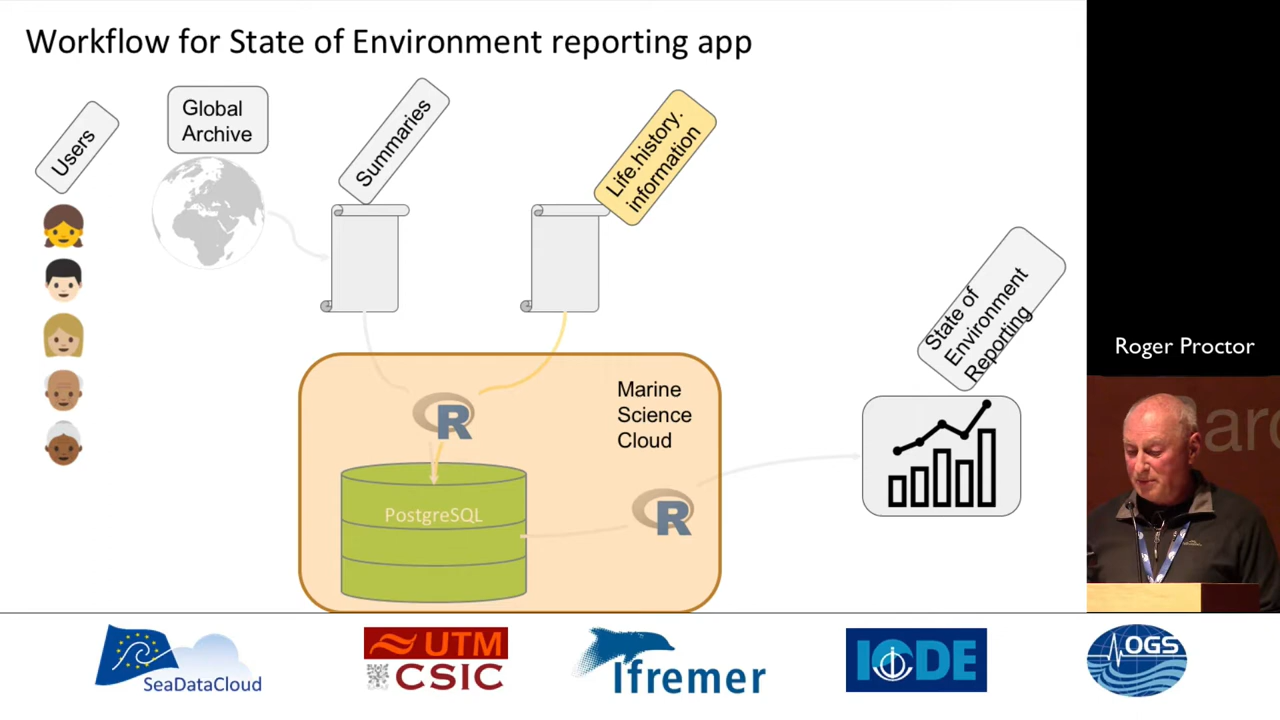 Workflow for State of Environment reporting app
Users
Global
Archive
Summaries
Life.history.
information
State of
Environment
Reporting
Marine
Science
Cloud
R
PostgreSQL
R
Roger Proctor
SeaDataCloud
UTM
CSIC
Ifremer
IODE
OGS